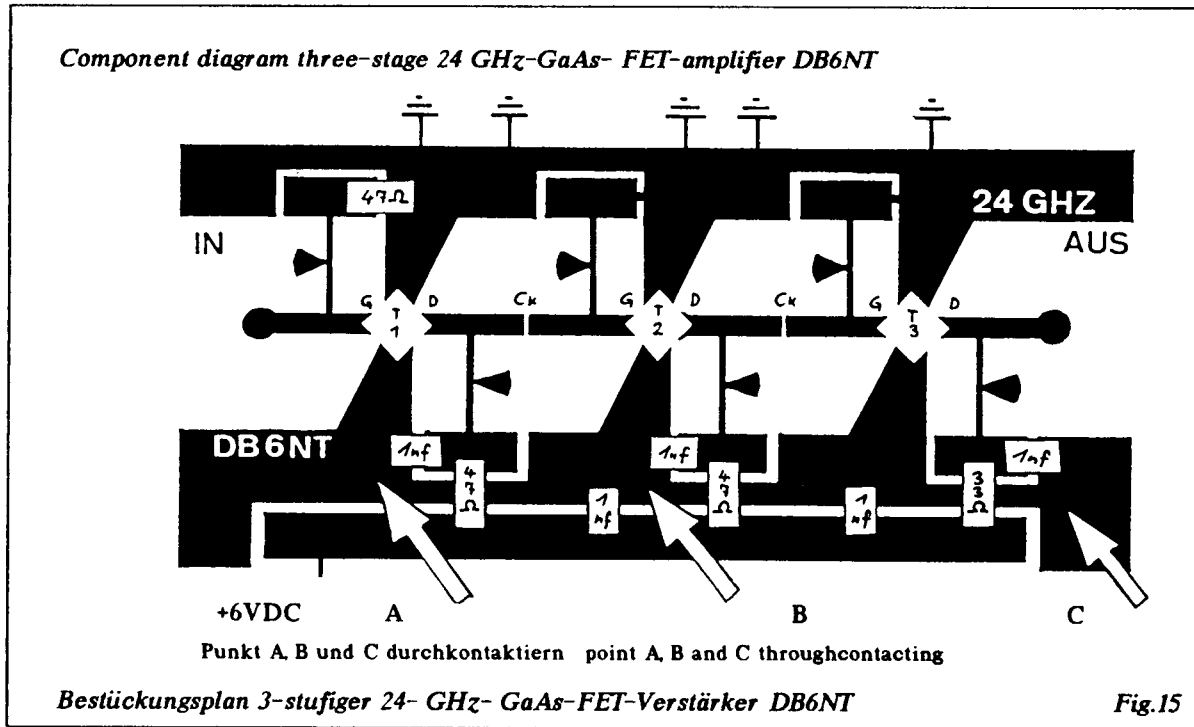 Component diagram three-stage 24 GHz-GaAs- FET-amplifier DB6NT
47Ω
24 GHZ
IN
AUS
G
T
1
D
Ck
G
T
2
D
Ck
G
T
3
D
DB6NT
1nf
47Ω
1nf
1nf
47Ω
1nf
33Ω
1nf
+6VDC
A
B
C
Punkt A, B und C durchkontaktiern point A, B and C throughcontacting
Bestückungsplan 3-stufiger 24- GHz- GaAs-FET-Verstärker DB6NT
Fig.15